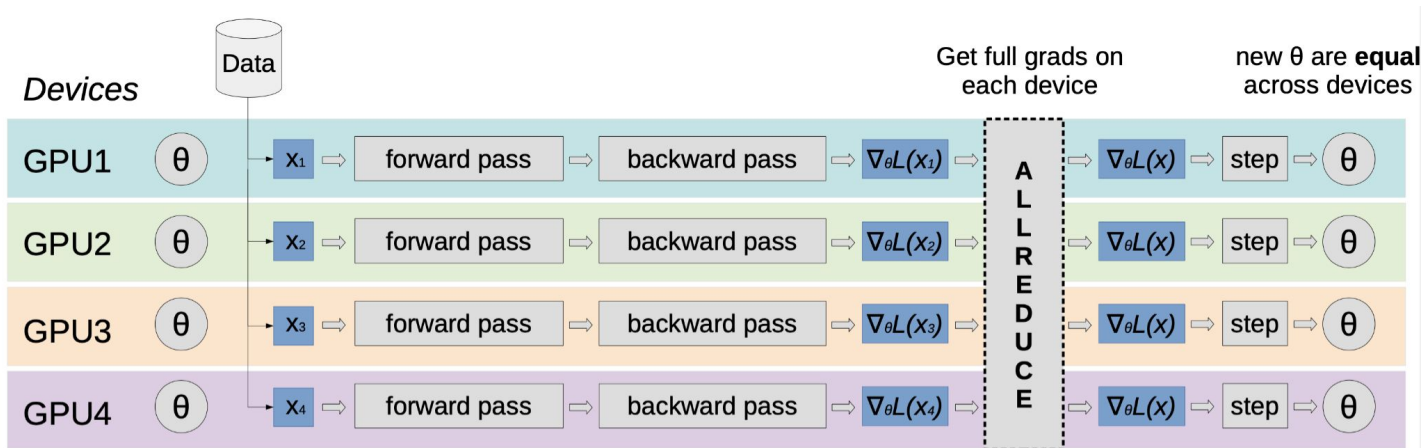 Data
Devices
Get full grads on
each device
new θ are equal
across devices
GPU1 θ x₁ forward pass backward pass ∇θL(x₁) ∇θL(x) step θ
GPU2 θ x₂ forward pass backward pass ∇θL(x₂) ∇θL(x) step θ
GPU3 θ x₃ forward pass backward pass ∇θL(x₃) ∇θL(x) step θ
GPU4 θ x₄ forward pass backward pass ∇θL(x₄) ∇θL(x) step θ
ALLREDUCE